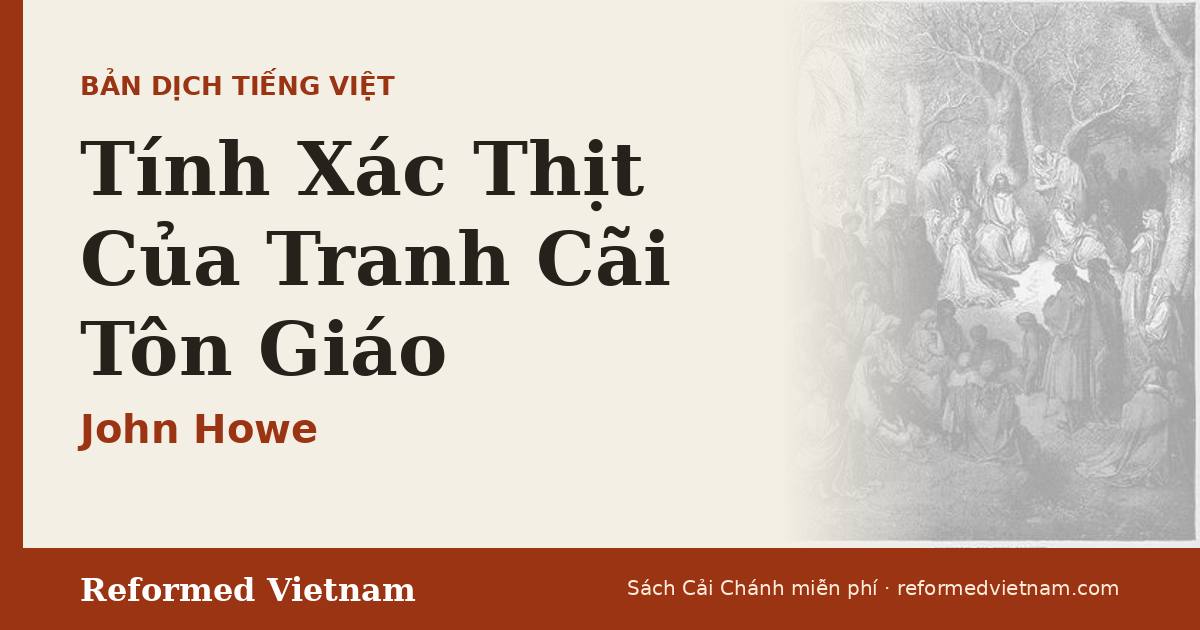 BẢN DỊCH TIẾNG VIỆT
Tính Xác Thịt
Của Tranh Cãi
Tôn Giáo
John Howe
Reformed Vietnam
Sách Cải Chánh miễn phí · reformedvietnam.com